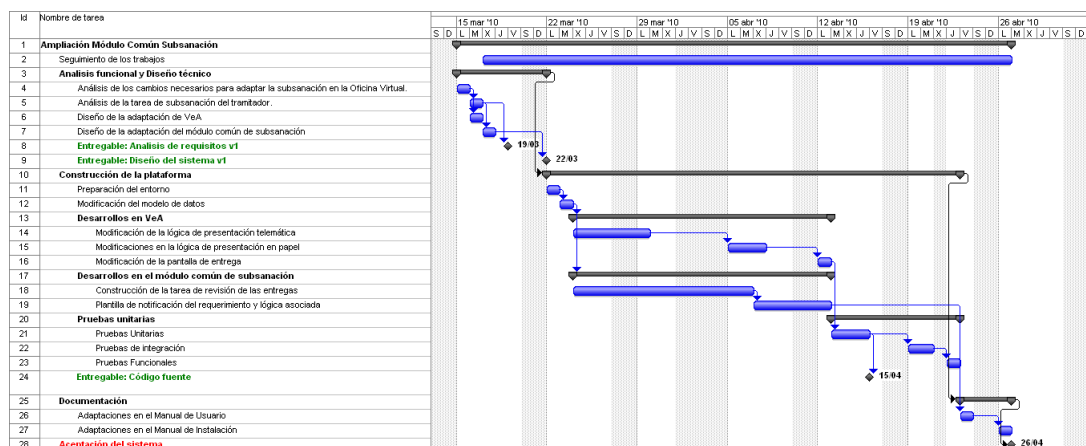 Id Nombre de tarea 15 mar '10 22 mar '10 29 mar '10 05 abr '10 12 abr '10 19 abr '10 26 abr '10
S D L M X J V S D L M X J V S D L M X J V S D L M X J V S D L M X J V S D L M X J V S D L M X J V S D
1 Ampliación Módulo Común Subsanación
2 Seguimiento de los trabajos
3 Analisis funcional y Diseño técnico
4 Análisis de los cambios necesarios para adaptar la subsanación en la Oficina Virtual.
5 Análisis de la tarea de subsanación del tramitador.
6 Diseño de la adaptación de VeA
7 Diseño de la adaptación del módulo común de subsanación
8 Entregable: Analisis de requisitos v1 19/03
9 Entregable: Diseño del sistema v1 22/03
10 Construcción de la plataforma
11 Preparación del entorno
12 Modificación del modelo de datos
13 Desarrollos en VeA
14 Modificación de la lógica de presentación telemática
15 Modificaciones en la lógica de presentación en papel
16 Modificación de la pantalla de entrega
17 Desarrollos en el módulo común de subsanación
18 Construcción de la tarea de revisión de las entregas
19 Plantilla de notificación del requerimiento y lógica asociada
20 Pruebas unitarias
21 Pruebas Unitarias
22 Pruebas de integración
23 Pruebas Funcionales
24 Entregable: Código fuente 15/04
25 Documentación
26 Adaptaciones en el Manual de Usuario
27 Adaptaciones en el Manual de Instalación
28 Aceptación del sistema 26/04